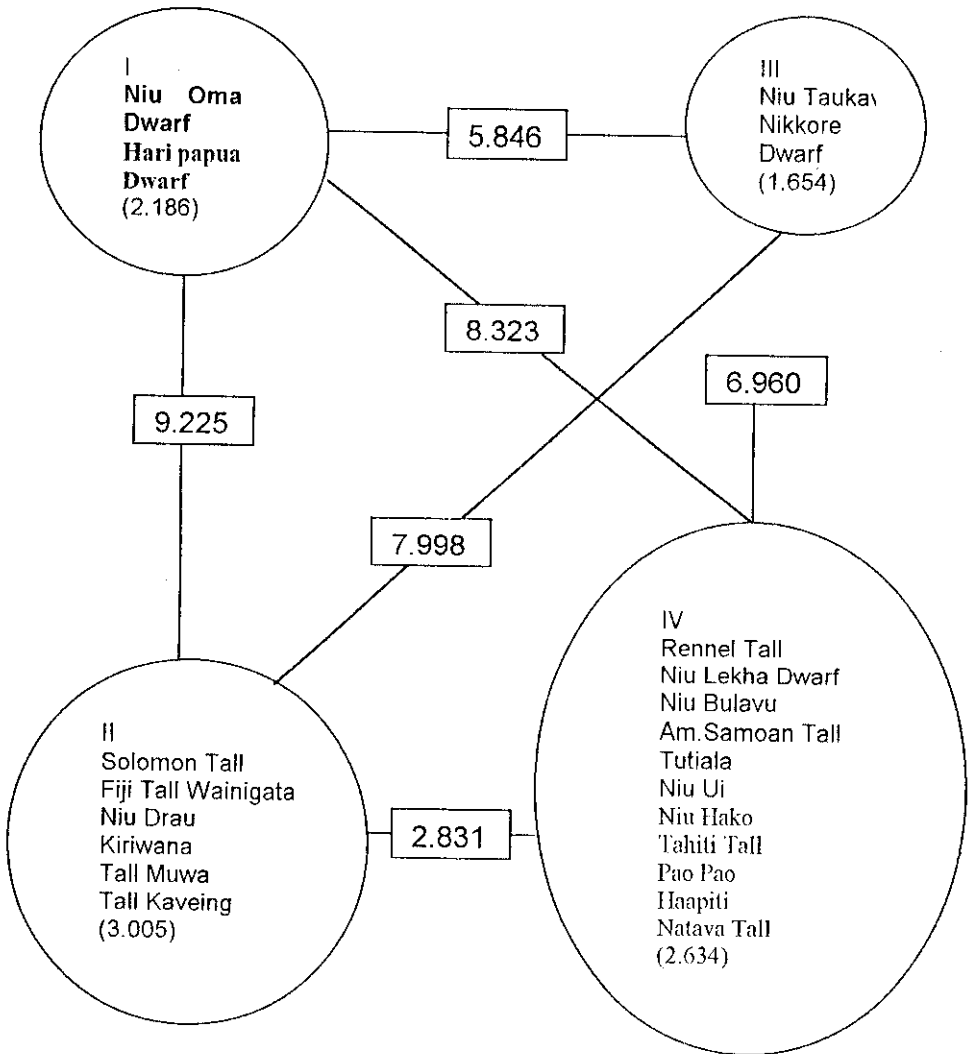 I
Niu Oma
Dwarf
Hari papua
Dwarf
(2.186)
5.846
III
Nikkore
Niu
Dwarf
(1.654)
8.323
6.960
9.225
7.998
II
Solomon Tall
Fiji Tall Wainigata
Niu Drau
Kiriwana
Tall Muwa
Tall Kaveing
(3.005)
2.831
IV
Rennel Tall
Niu Lekha Dwarf
Niu Bulavu
Am.Samoan Tall
Tutiala
Niu Ui
Niu Hako
Tahiti Tall
Pao Pao
Haapiti
Natava Tall
(2.634)